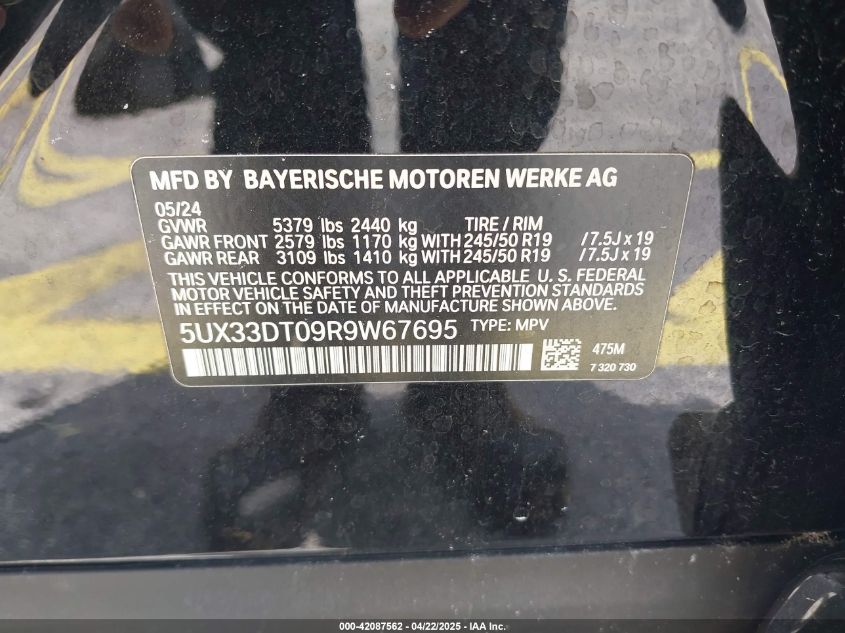 MFD BY BAYERISCHE MOTOREN WERKE AG
05/24
GVWR 5379 lbs 2440 kg TIRE / RIM
GAWR FRONT 2579 lbs 1170 kg WITH 245/50 R19 /7.5J x 19
GAWR REAR 3109 lbs 1410 kg WITH 245/50 R19 /7.5J x 19
THIS VEHICLE CONFORMS TO ALL APPLICABLE U. S. FEDERAL
MOTOR VEHICLE SAFETY AND THEFT PREVENTION STANDARDS
IN EFFECT ON THE DATE OF MANUFACTURE SHOWN ABOVE.
5UX33DT09R9W67695 TYPE: MPV
475M
7 320 730
000-42087562 - 04/22/2025 - IAA Inc.